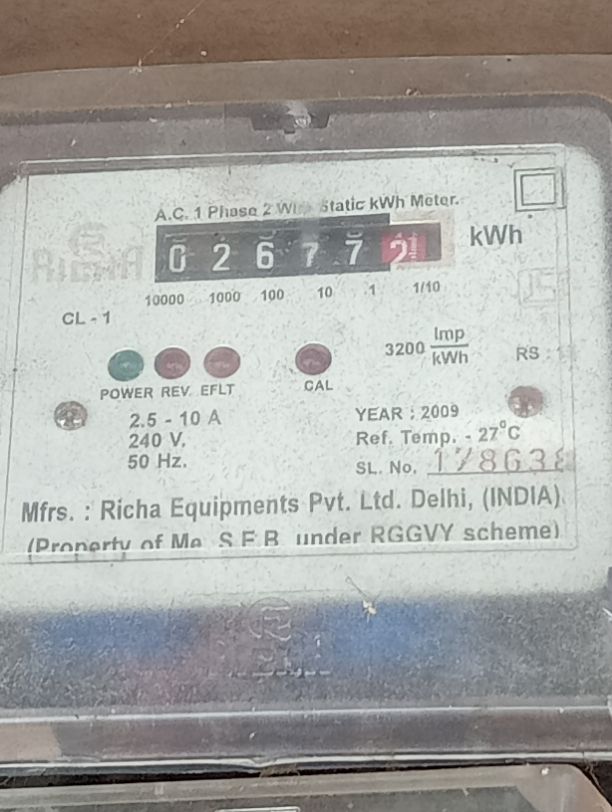 A.C. 1 Phase 2 Wire Static kWh Meter.
RICHA
0 2 6 7 7 2 kWh
10000 1000 100 10 1 1/10
CL - 1
3200 Imp/kWh
RS :
POWER REV EFLT CAL
2.5 - 10 A
240 V.
50 Hz.
YEAR : 2009
Ref. Temp. - 27°C
SL. No. 178638
Mfrs. : Richa Equipments Pvt. Ltd. Delhi, (INDIA)
(Property of Me. S.E.B. under RGGVY scheme)